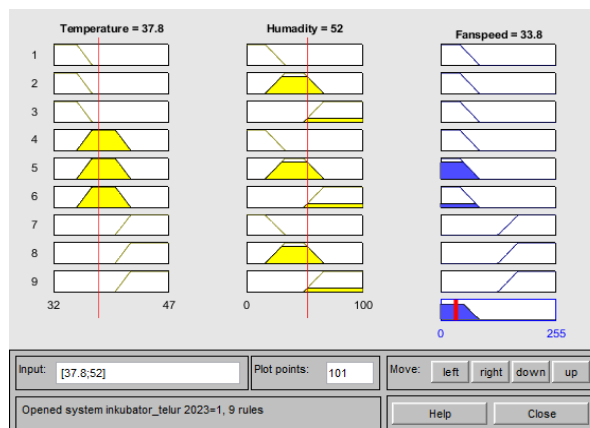 Temperature = 37.8 Humadity = 52 Fanspeed = 33.8
1
2
3
4
5
6
7
8
9
32 47 0 100
0 255
Input: [37.8;52] Plot points: 101 Move: left right down up
Opened system inkubator_telur 2023=1, 9 rules Help Close